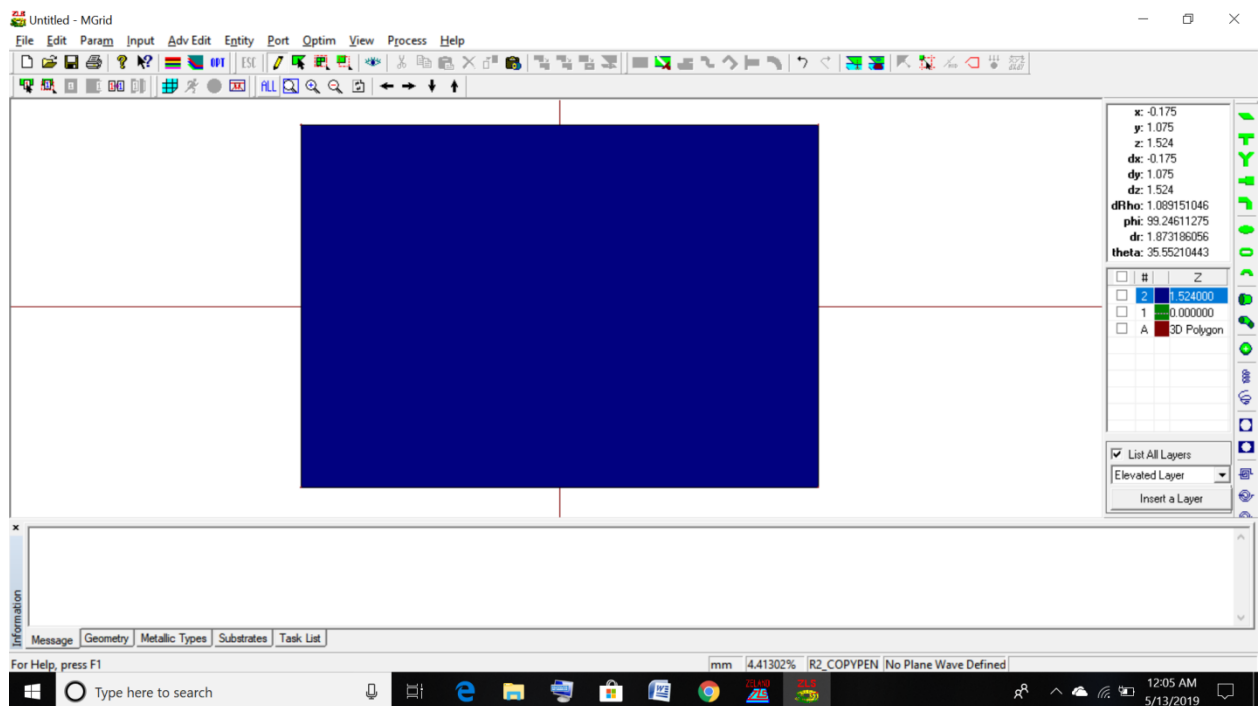 Untitled - MGrid
File Edit Param Input Adv Edit Entity Port Optim View Process Help
OPT ESC
ALL
x: -0.175
y: 1.075
z: 1.524
dx: -0.175
dy: 1.075
dz: 1.524
dRho: 1.089151046
phi: 99.24611275
dr: 1.873186056
theta: 35.55210443
# Z
2 1.524000
1 0.000000
A 3D Polygon
List All Layers
Elevated Layer
Insert a Layer
Information
Message Geometry Metallic Types Substrates Task List
For Help, press F1 mm 4.41302% R2_COPYPEN No Plane Wave Defined
Type here to search
12:05 AM
5/13/2019